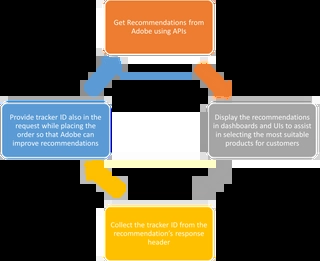 Get Recommendations from
Adobe using APIs
Provide tracker ID also in the
request while placing the
order so that Adobe can
improve recommendations
Display the recommendations
in dashboards and UIs to assist
in selecting the most suitable
products for customers
Collect the tracker ID from the
recommendation's response
header